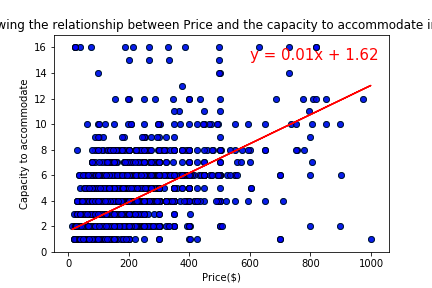 wing the relationship between Price and the capacity to accommodate i
y = 0.01x + 1.62
16
14
12
10
8
6
4
2
0
Capacity to accommodate
0 200 400 600 800 1000
Price($)